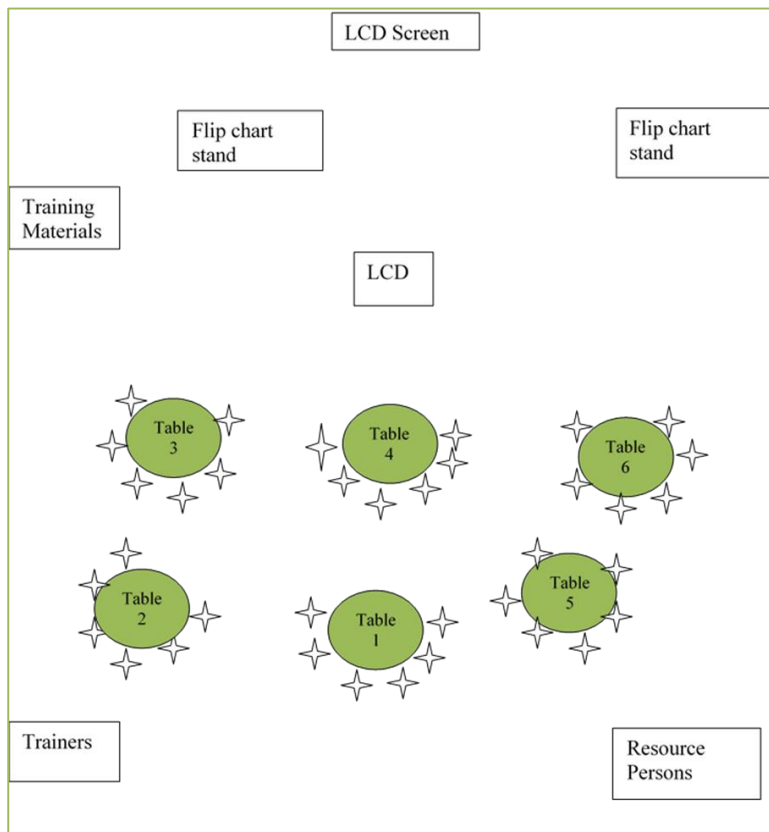 LCD Screen
Flip chart
stand
Flip chart
stand
Training
Materials
LCD
Table
3
Table
4
Table
6
Table
2
Table
1
Table
5
Trainers
Resource
Persons